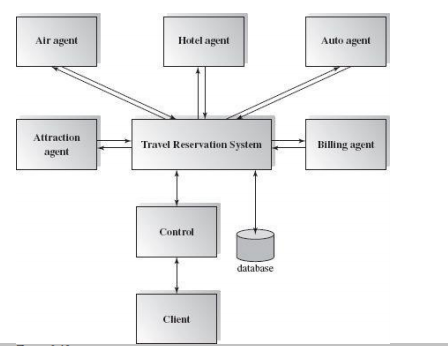 Air agent
Hotel agent
Auto agent
Attraction
agent
Travel Reservation System
Billing agent
Control
database
Client